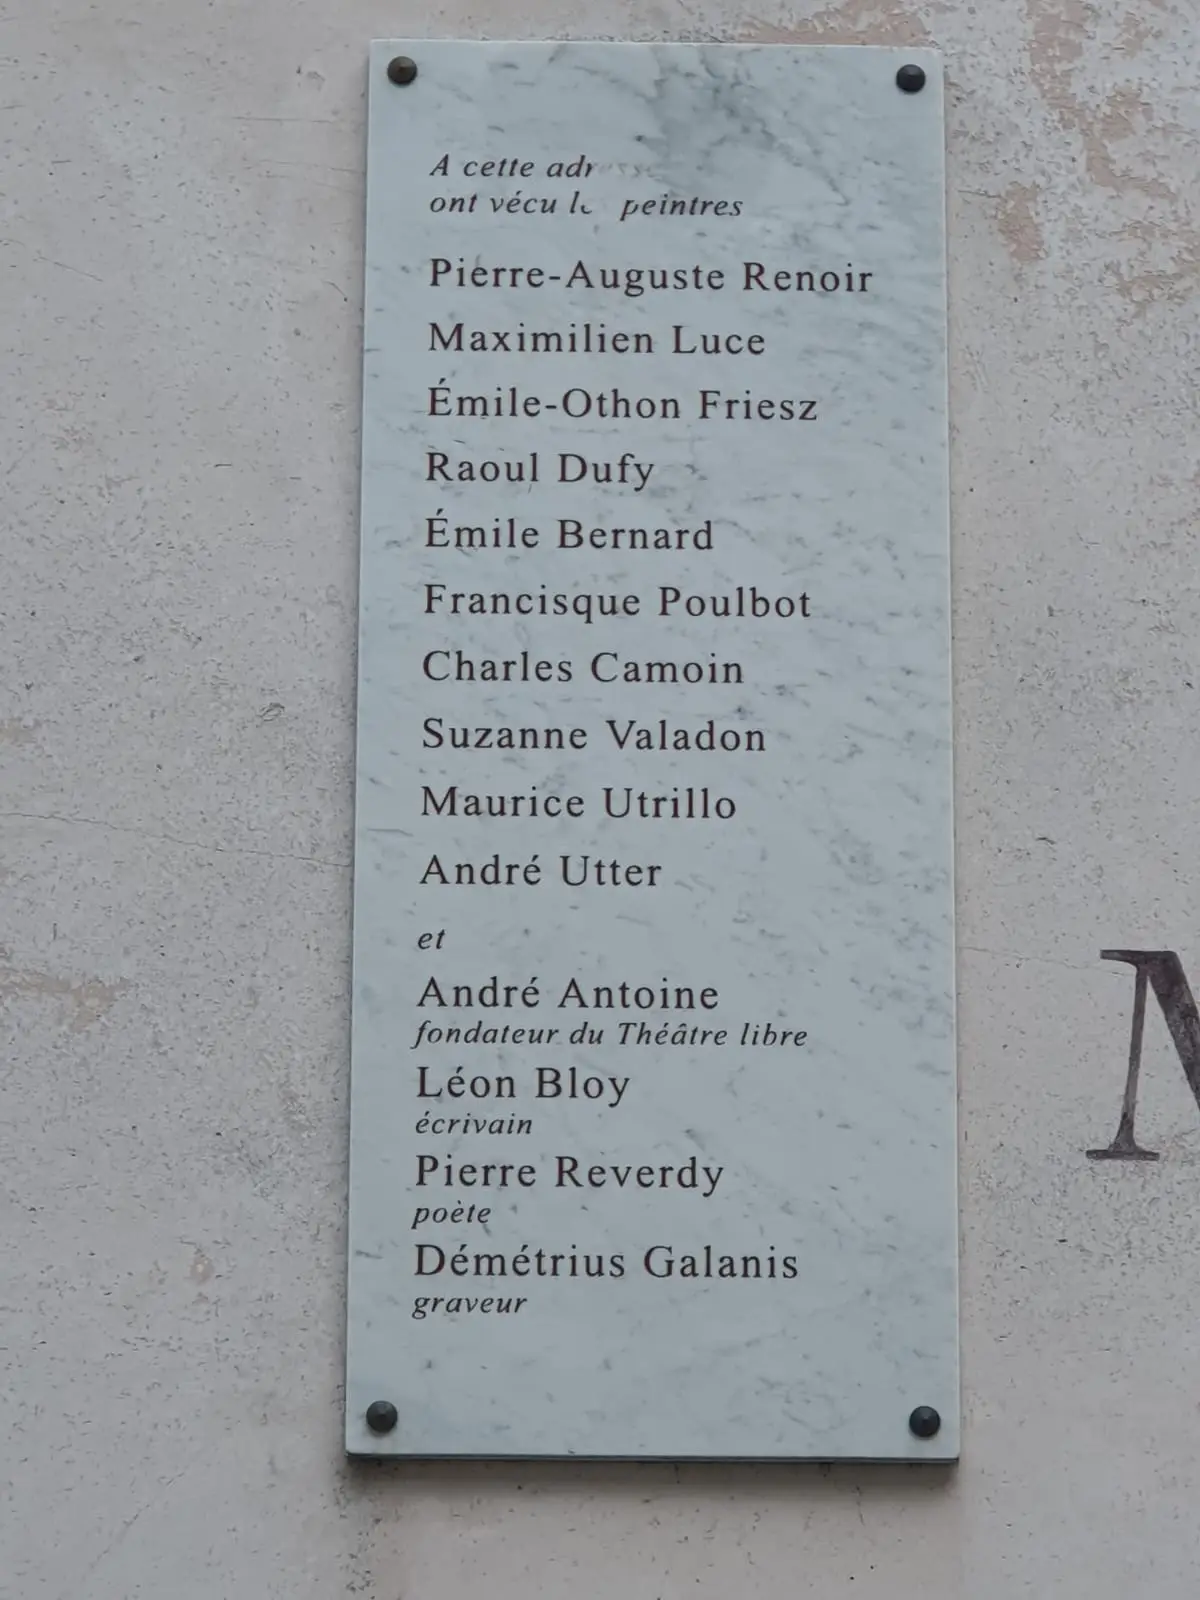 A cette adresse
ont vécu les peintres
Pierre-Auguste Renoir
Maximilien Luce
Émile-Othon Friesz
Raoul Dufy
Émile Bernard
Francisque Poulbot
Charles Camoin
Suzanne Valadon
Maurice Utrillo
André Utter
et
André Antoine
fondateur du Théâtre libre
Léon Bloy
écrivain
Pierre Reverdy
poète
Démétrius Galanis
graveur
M